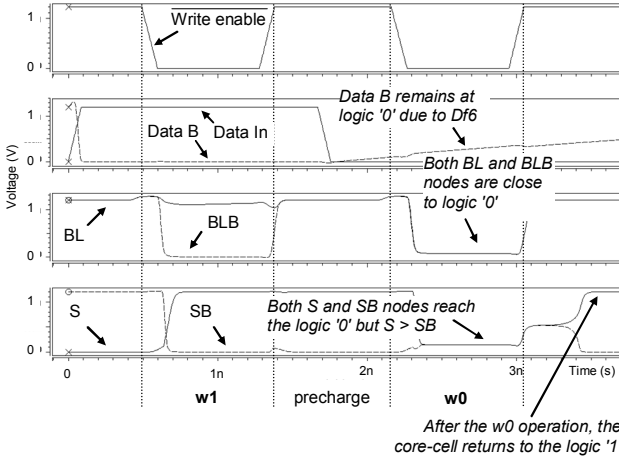 Write enable
1
0
Data B remains at
logic '0' due to Df6
1
Data B
Data In
0
Voltage (V)
Both BL and BLB
nodes are close
to logic '0'
1
BL
BLB
0
Both S and SB nodes reach
the logic '0' but S > SB
1
S
SB
0
0
1n
2n
3n
Time (s)
w1
precharge
w0
After the w0 operation, the
core-cell returns to the logic '1